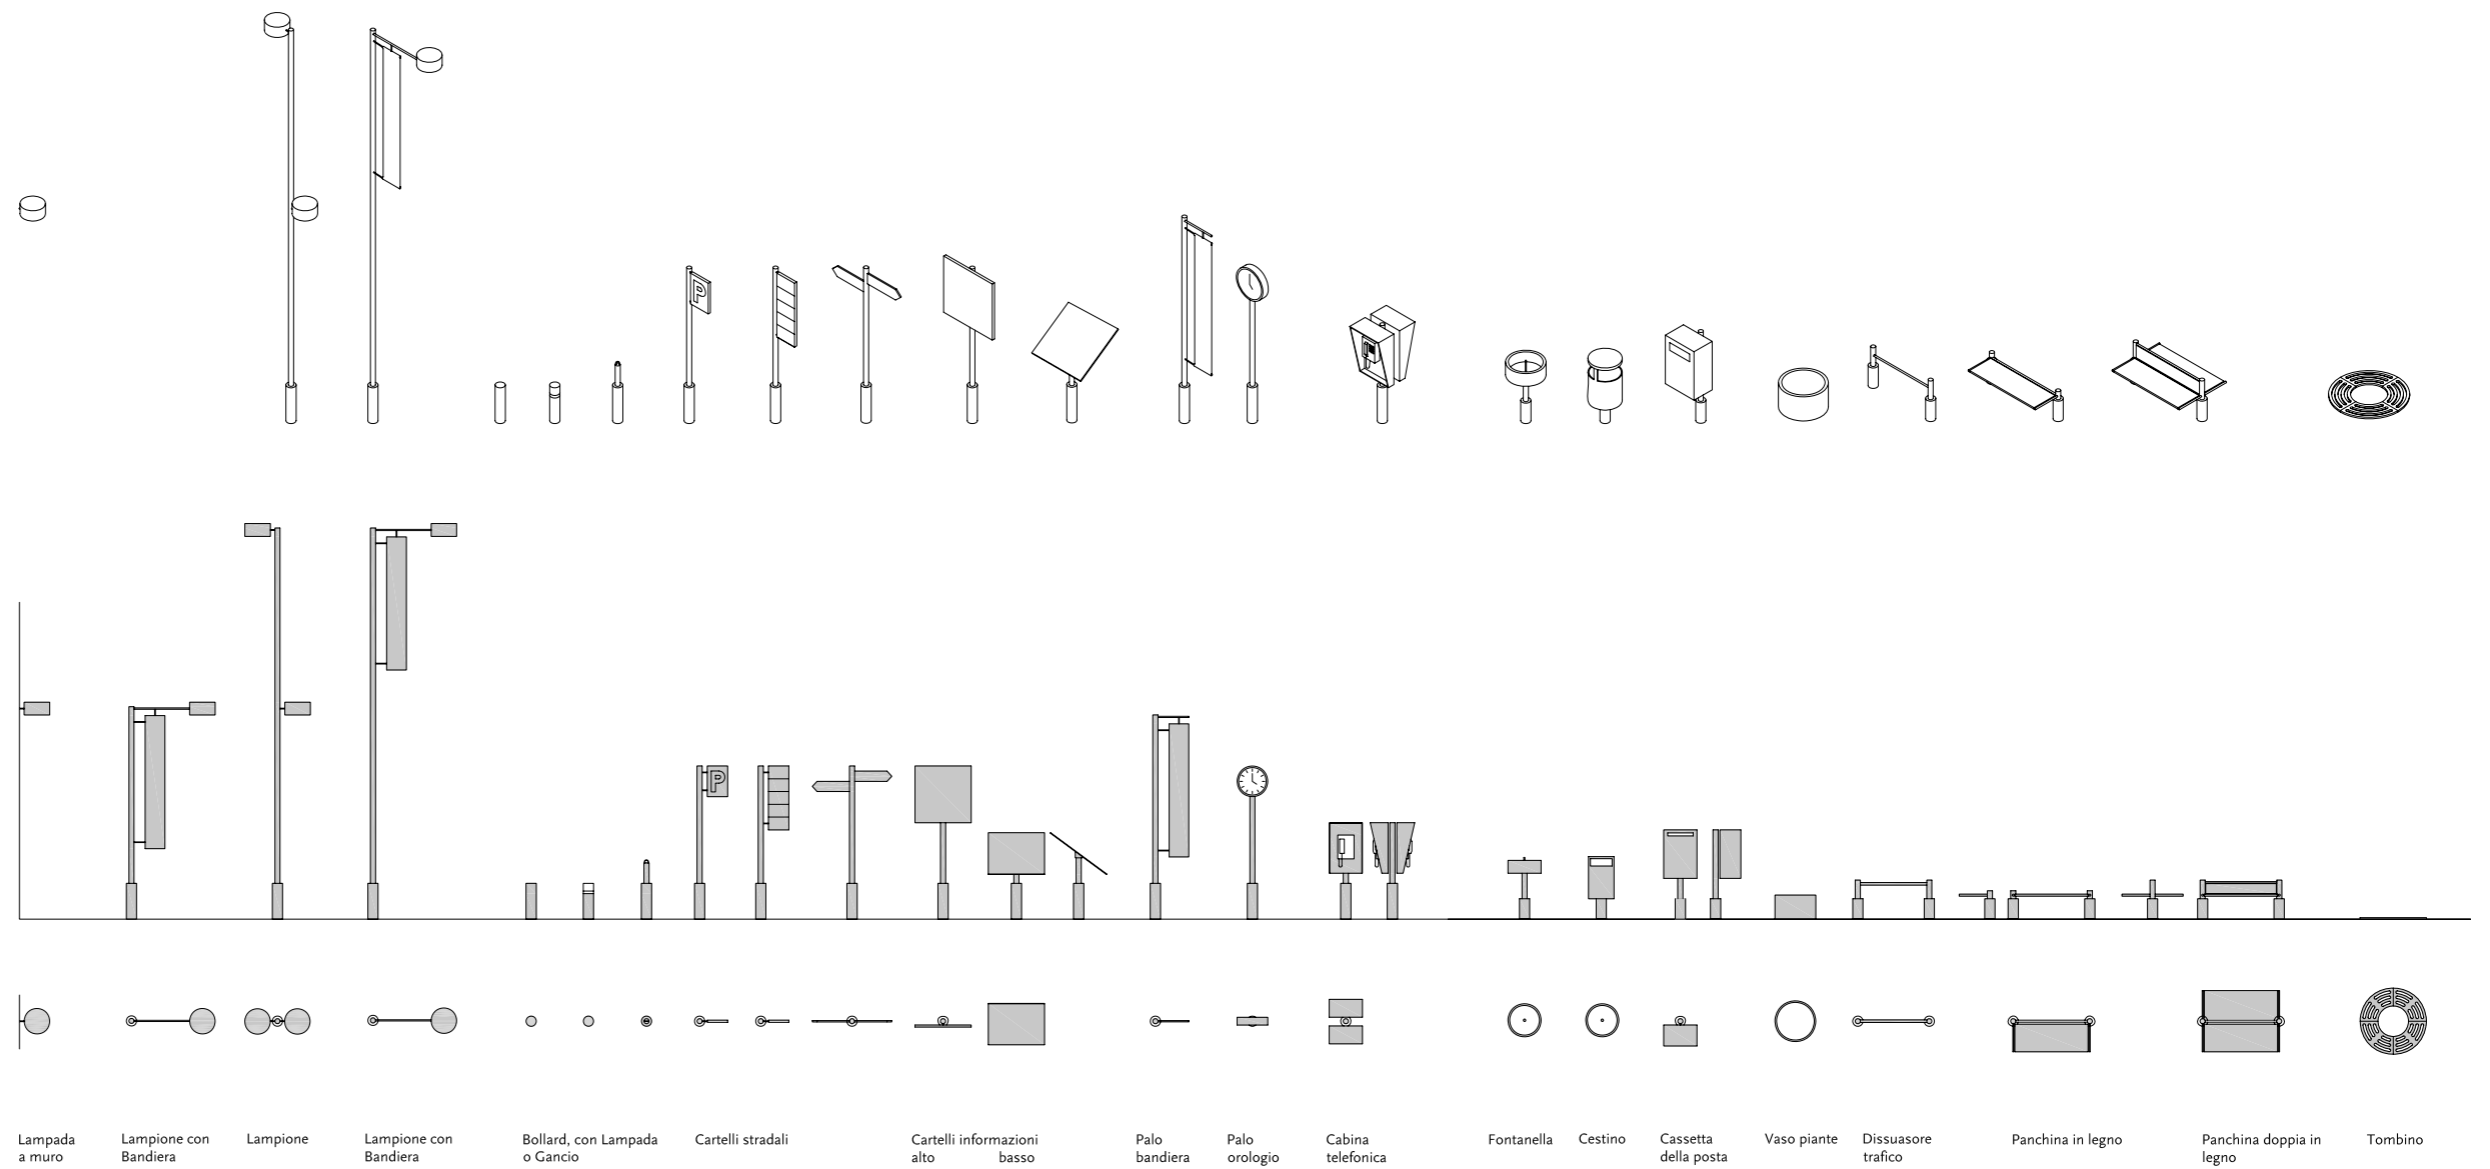 P
P
Lampada
a muro
Lampione con
Bandiera
Lampione
Lampione con
Bandiera
Bollard, con Lampada
o Gancio
Cartelli stradali
Cartelli informazioni
alto basso
Palo
bandiera
Palo
orologio
Cabina
telefonica
Fontanella
Cestino
Cassetta
della posta
Vaso piante
Dissuasore
trafico
Panchina in legno
Panchina doppia in
legno
Tombino